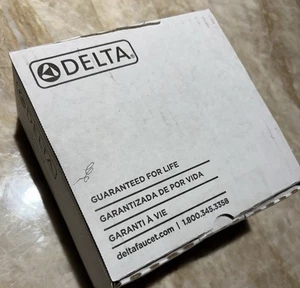 DELTA®
GUARANTEED FOR LIFE
GARANTIZADA DE POR VIDA
GARANTI À VIE
deltafaucet.com | 1.800.345.3358